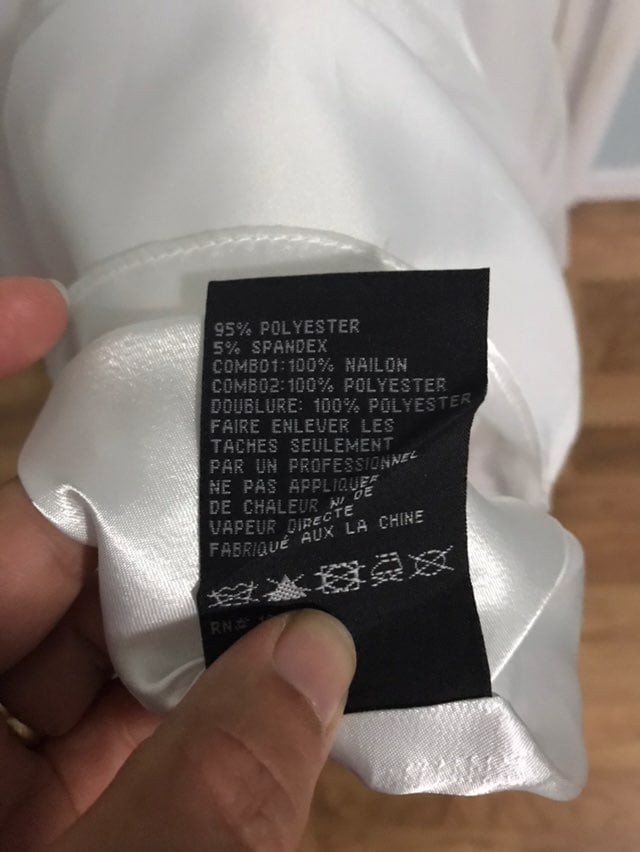 95% POLYESTER
5% SPANDEX
COMBO1:100% NAILON
COMBO2:100% POLYESTER
DOUBLURE: 100% POLYESTER
FAIRE ENLEVER LES
TACHES SEULEMENT
PAR UN PROFESSIONNEL
NE PAS APPLIQUER
DE CHALEUR NI DE
VAPEUR DIRECTE
FABRIQUÉ AUX LA CHINE
RN#